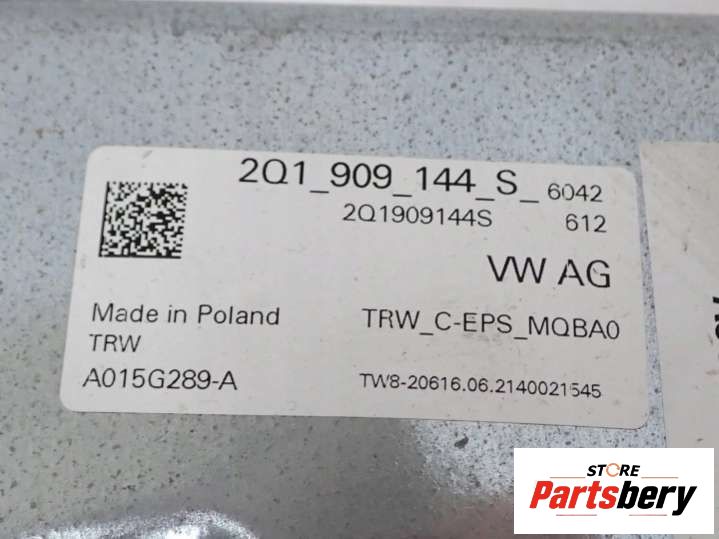 2Q1_909_144_S_ 6042
2Q1909144S 612
VW AG
Made in Poland TRW_C-EPS_MQBA0
TRW
A015G289-A TW8-20616.06.2140021545
STORE
Partsbery